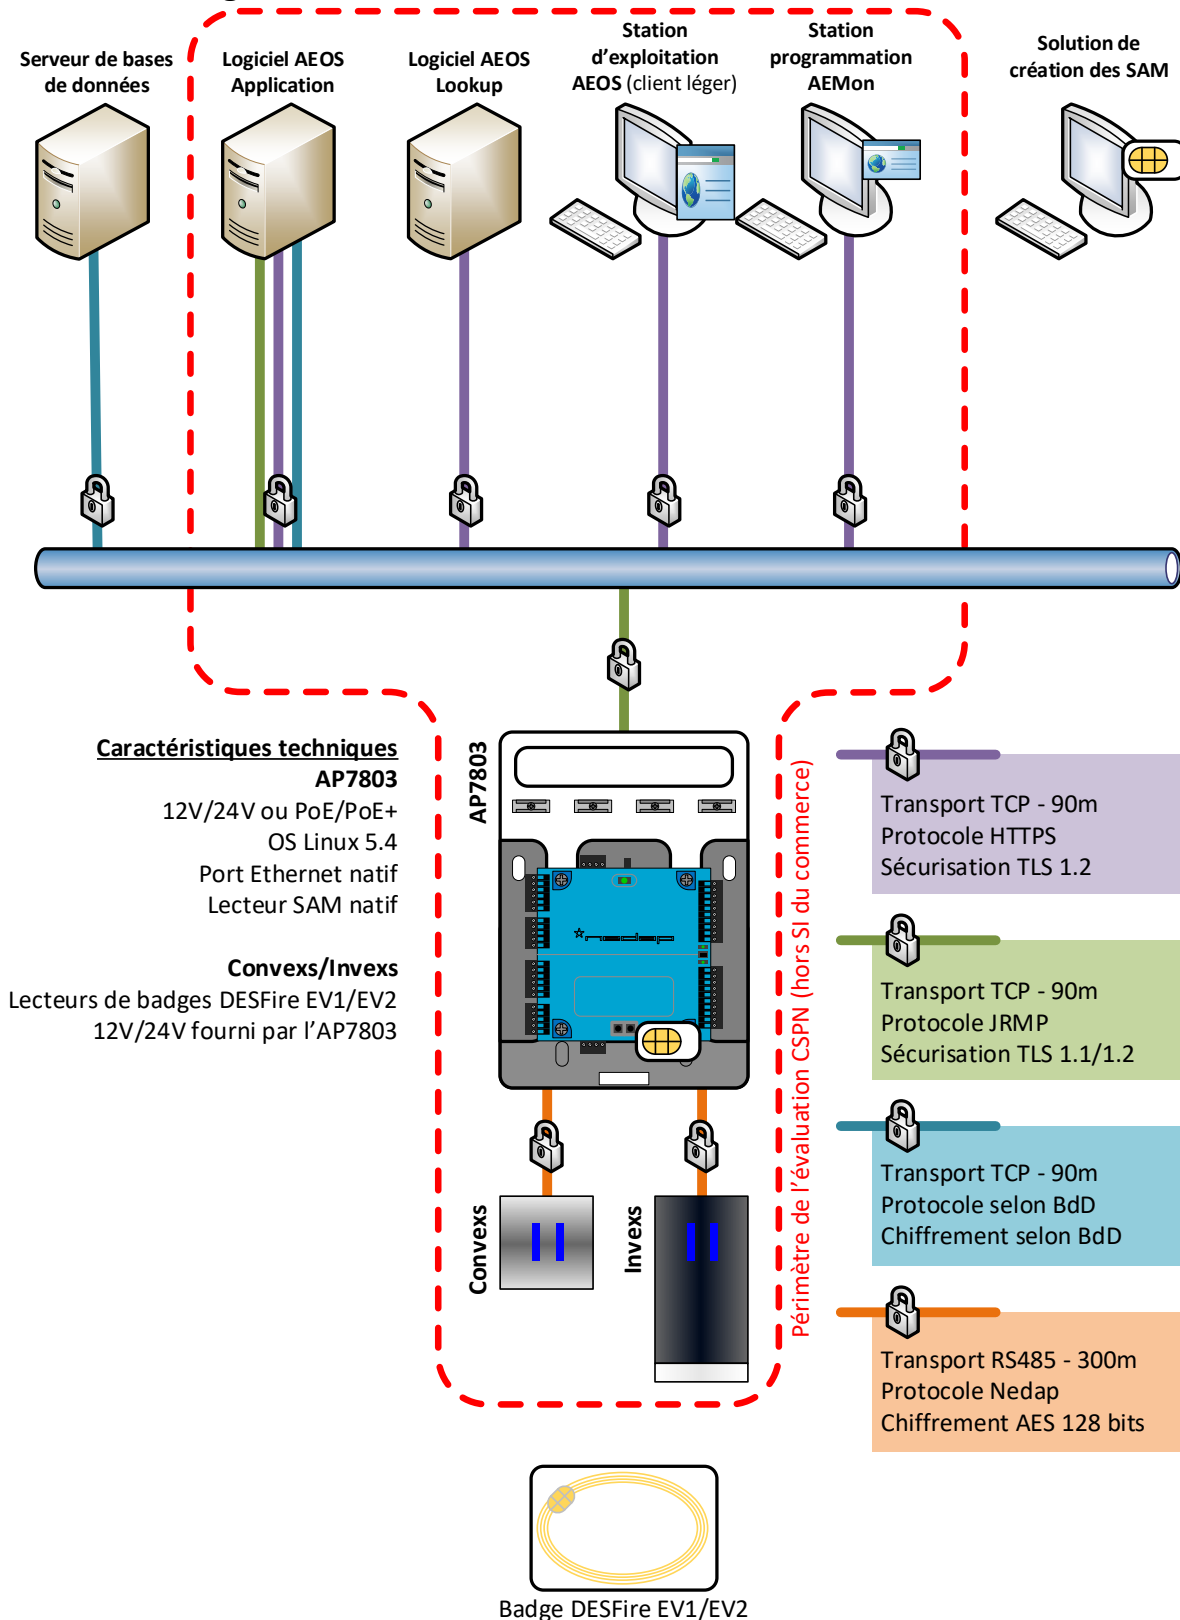 Serveur de bases
de données
Logiciel AEOS
Application
Logiciel AEOS
Lookup
Station
d'exploitation
AEOS (client léger)
Station
programmation
AEMon
Solution de
création des SAM
Caractéristiques techniques
AP7803
12V/24V ou PoE/PoE+
OS Linux 5.4
Port Ethernet natif
Lecteur SAM natif
Convexs/Invexs
Lecteurs de badges DESFire EV1/EV2
12V/24V fourni par l'AP7803
AP7803
Convexs
Invexs
Périmètre de l'évaluation CSPN (hors SI du commerce)
Transport TCP - 90m
Protocole HTTPS
Sécurisation TLS 1.2
Transport TCP - 90m
Protocole JRMP
Sécurisation TLS 1.1/1.2
Transport TCP - 90m
Protocole selon BdD
Chiffrement selon BdD
Transport RS485 - 300m
Protocole Nedap
Chiffrement AES 128 bits
Badge DESFire EV1/EV2